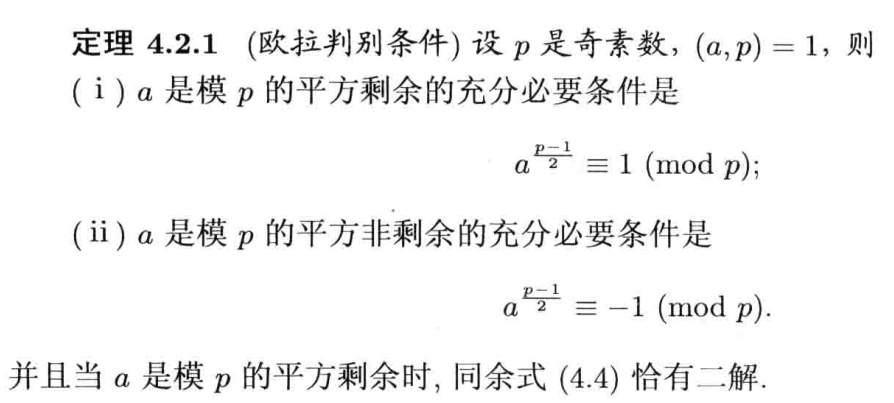 定理 4.2.1 (欧拉判别条件) 设 p 是奇素数, (a, p) = 1, 则
( i ) a 是模 p 的平方剩余的充分必要条件是
a^{\frac{p-1}{2}} ≡ 1 (mod p);
( ii ) a 是模 p 的平方非剩余的充分必要条件是
a^{\frac{p-1}{2}} ≡ −1 (mod p).
并且当 a 是模 p 的平方剩余时, 同余式 (4.4) 恰有二解.